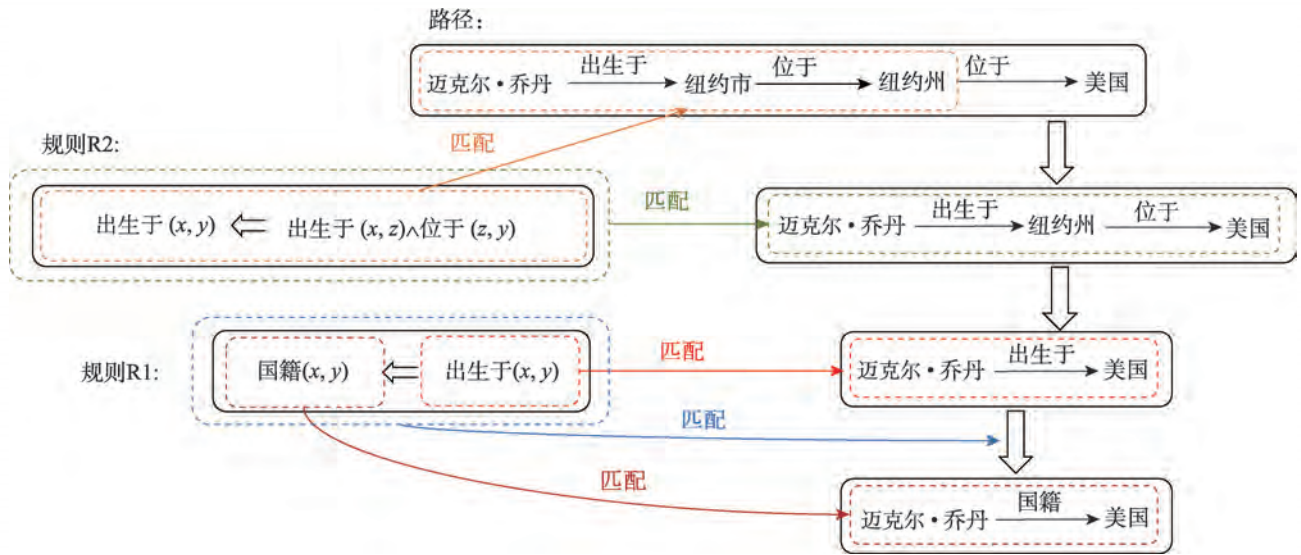 路径：
迈克尔·乔丹 出生于 纽约市 位于 纽约州 位于 美国
匹配
规则R2:
出生于 (x, y) ⇐ 出生于 (x, z)∧位于 (z, y)
匹配
迈克尔·乔丹 出生于 纽约州 位于 美国
规则R1:
国籍(x, y) ⇐ 出生于(x, y)
匹配
迈克尔·乔丹 出生于 美国
匹配
匹配
迈克尔·乔丹 国籍 美国